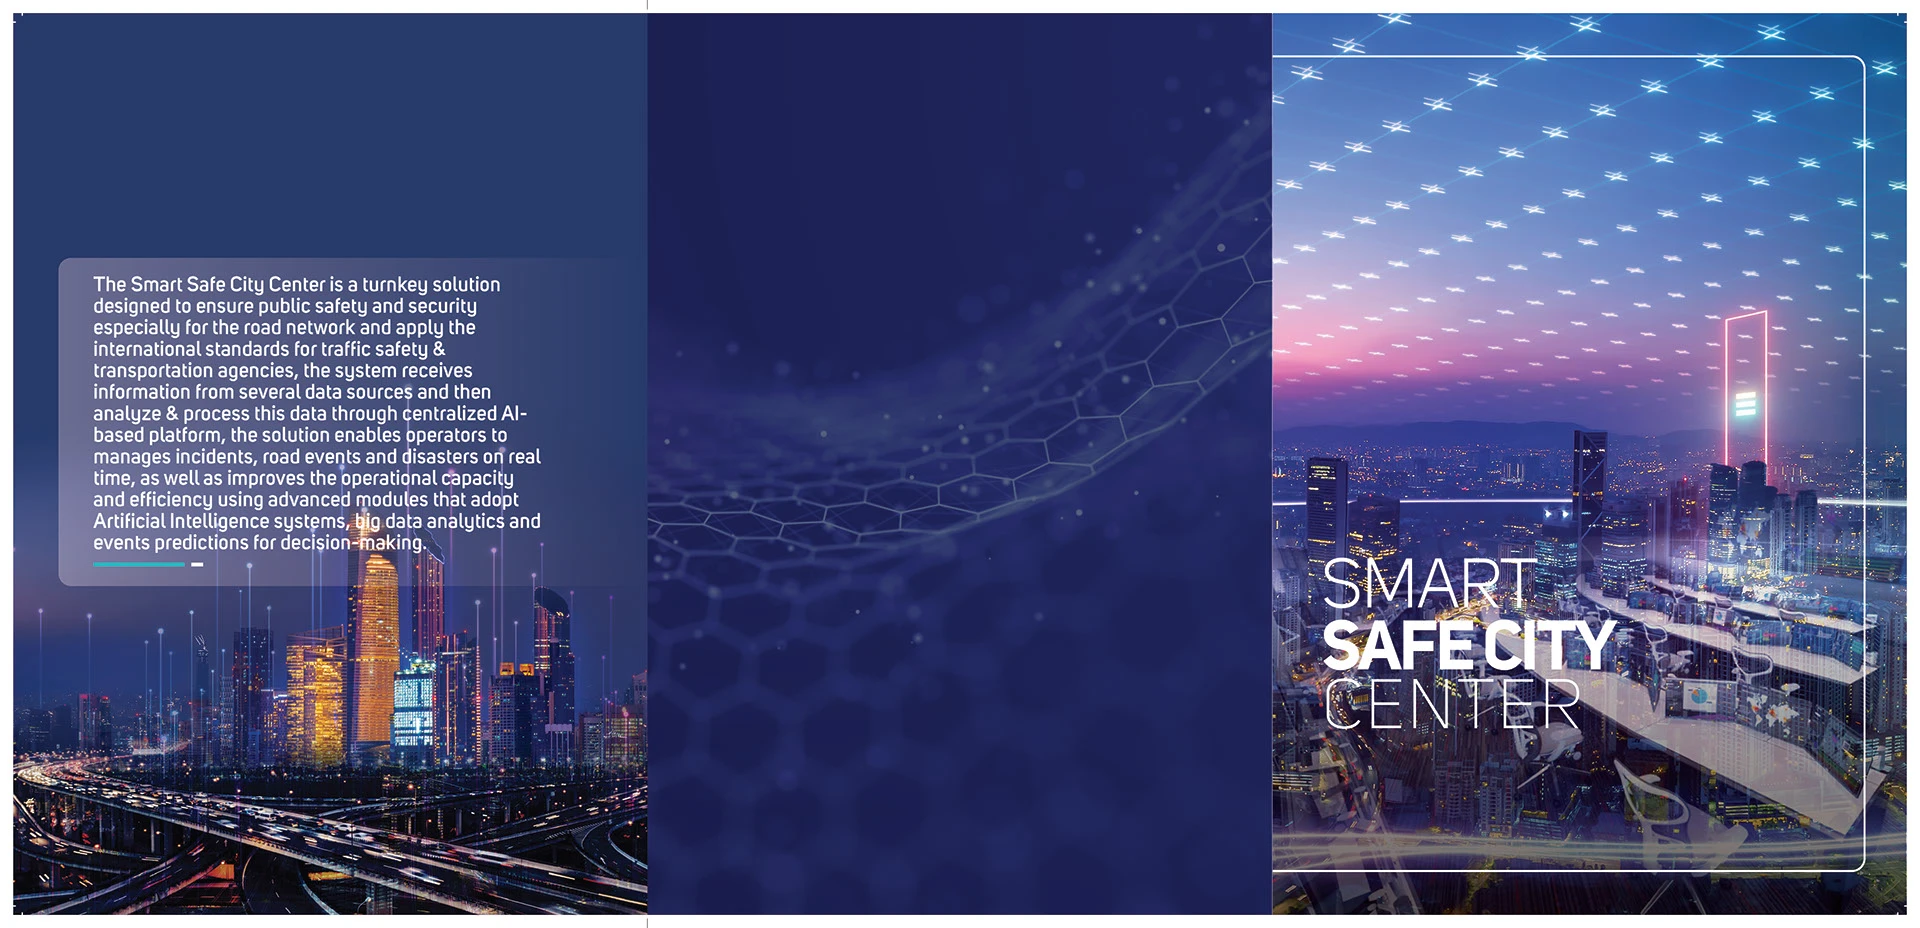 The Smart Safe City Center is a turnkey solution
designed to ensure public safety and security
especially for the road network and apply the
international standards for traffic safety &
transportation agencies, the system receives
information from several data sources and then
analyze & process this data through centralized AI-
based platform, the solution enables operators to
manages incidents, road events and disasters on real
time, as well as improves the operational capacity
and efficiency using advanced modules that adopt
Artificial Intelligence systems, big data analytics and
events predictions for decision-making.
SMART
SAFE CITY
CENTER